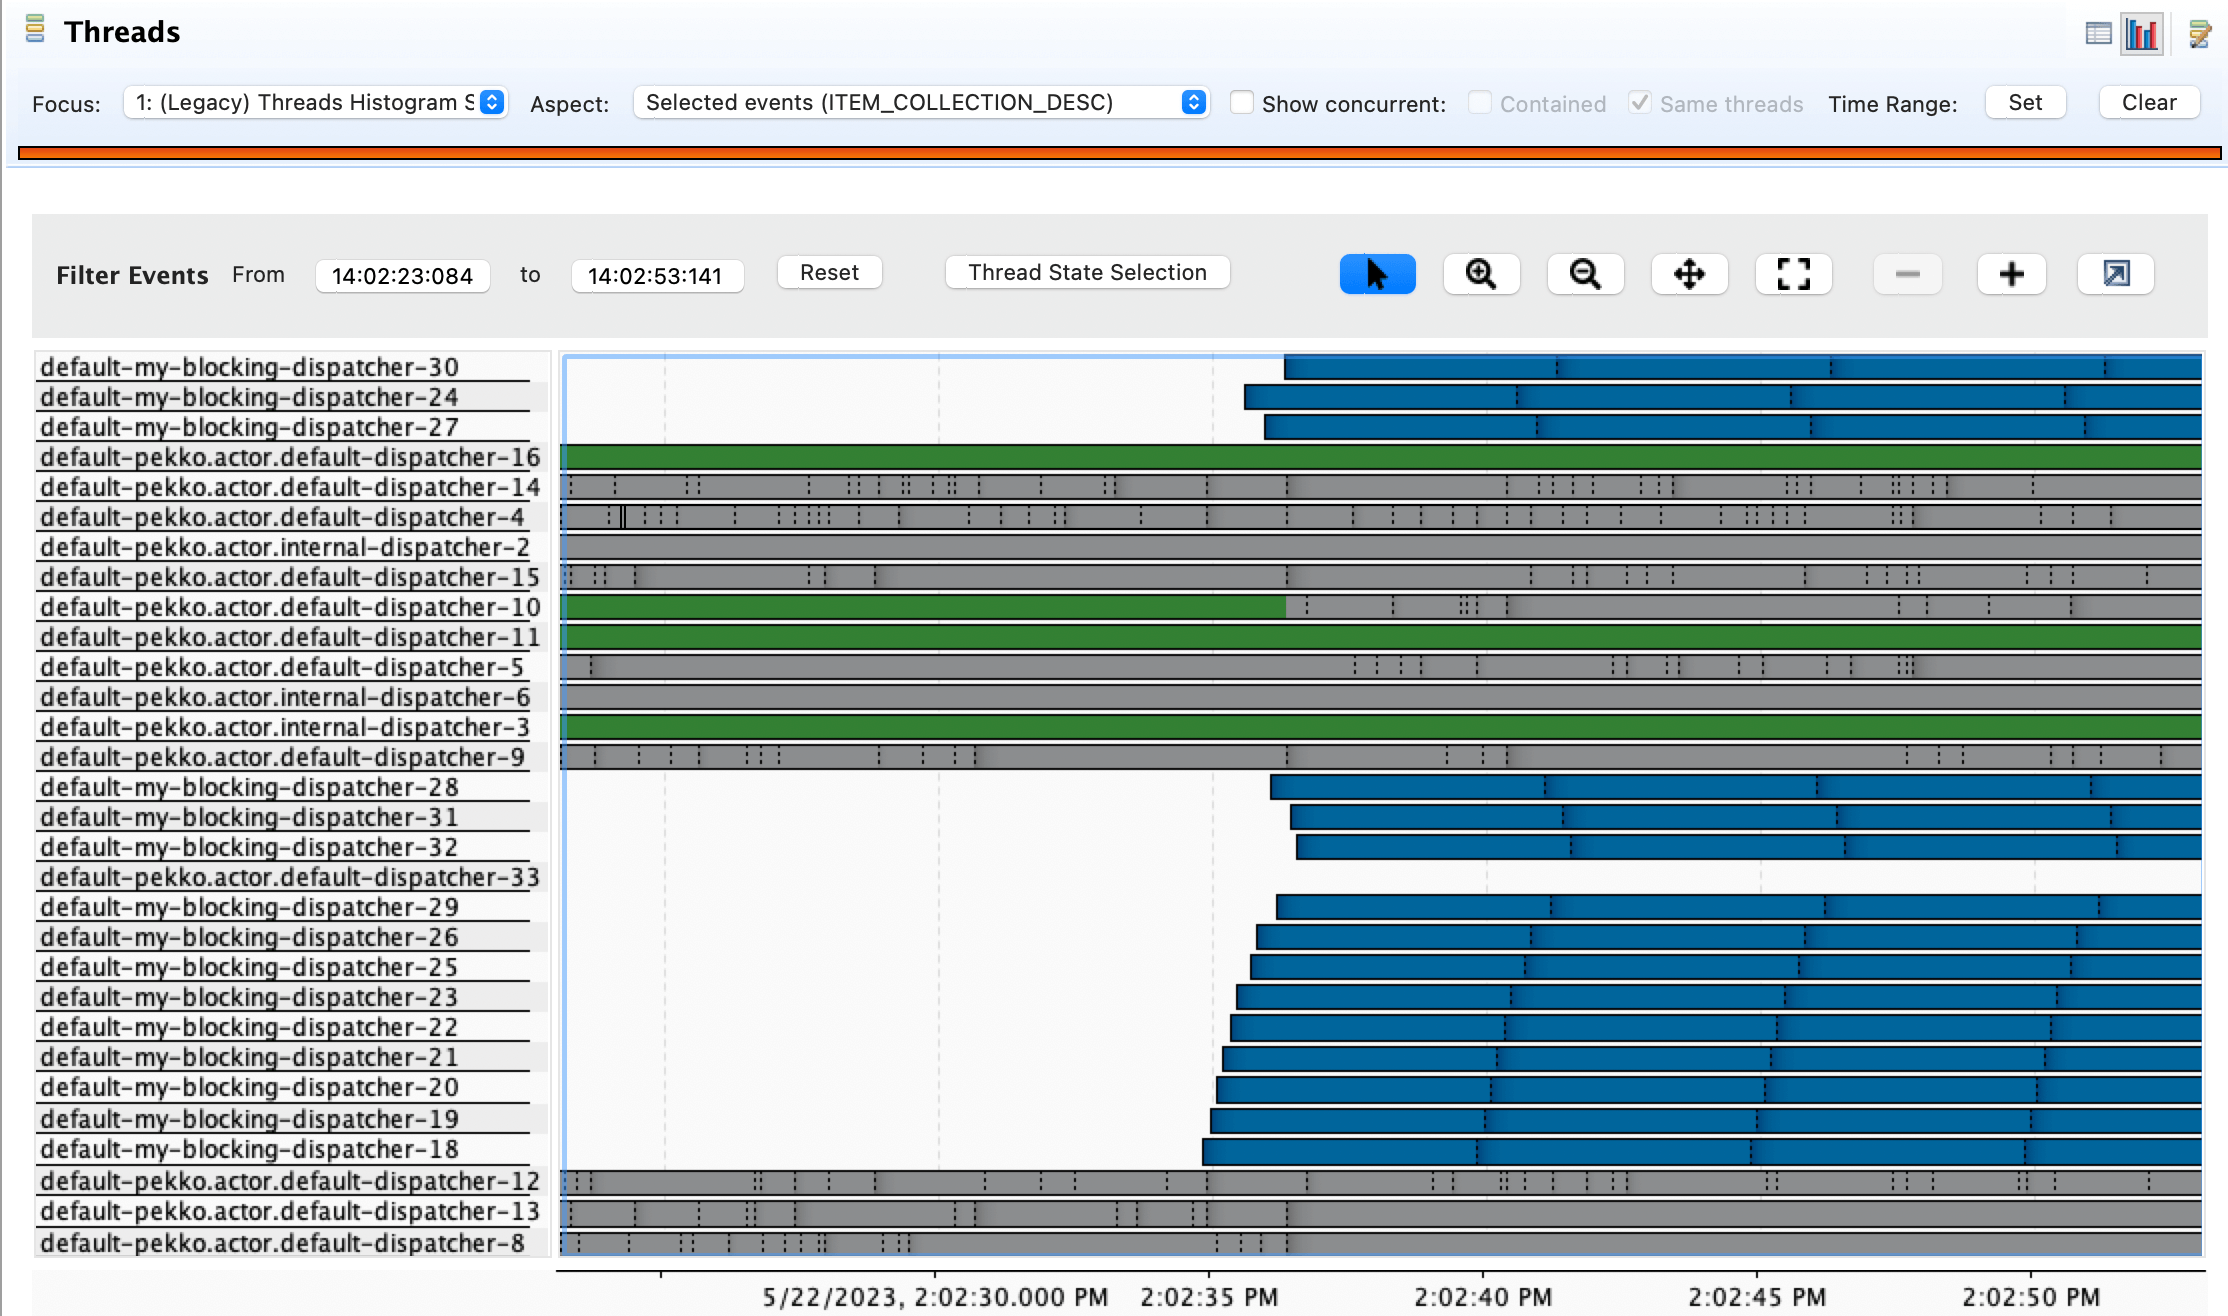 Threads
Focus: 1: (Legacy) Threads Histogram S Aspect: Selected events (ITEM_COLLECTION_DESC) Show concurrent: Contained Same threads Time Range: Set Clear
Filter Events From 14:02:23:084 to 14:02:53:141 Reset Thread State Selection
default-my-blocking-dispatcher-30
default-my-blocking-dispatcher-24
default-my-blocking-dispatcher-27
default-pekko.actor.default-dispatcher-16
default-pekko.actor.default-dispatcher-14
default-pekko.actor.default-dispatcher-4
default-pekko.actor.internal-dispatcher-2
default-pekko.actor.default-dispatcher-15
default-pekko.actor.default-dispatcher-10
default-pekko.actor.default-dispatcher-11
default-pekko.actor.default-dispatcher-5
default-pekko.actor.internal-dispatcher-6
default-pekko.actor.internal-dispatcher-3
default-pekko.actor.default-dispatcher-9
default-my-blocking-dispatcher-28
default-my-blocking-dispatcher-31
default-my-blocking-dispatcher-32
default-pekko.actor.default-dispatcher-33
default-my-blocking-dispatcher-29
default-my-blocking-dispatcher-26
default-my-blocking-dispatcher-25
default-my-blocking-dispatcher-23
default-my-blocking-dispatcher-22
default-my-blocking-dispatcher-21
default-my-blocking-dispatcher-20
default-my-blocking-dispatcher-19
default-my-blocking-dispatcher-18
default-pekko.actor.default-dispatcher-12
default-pekko.actor.default-dispatcher-13
default-pekko.actor.default-dispatcher-8
5/22/2023, 2:02:30.000 PM 2:02:35 PM 2:02:40 PM 2:02:45 PM 2:02:50 PM